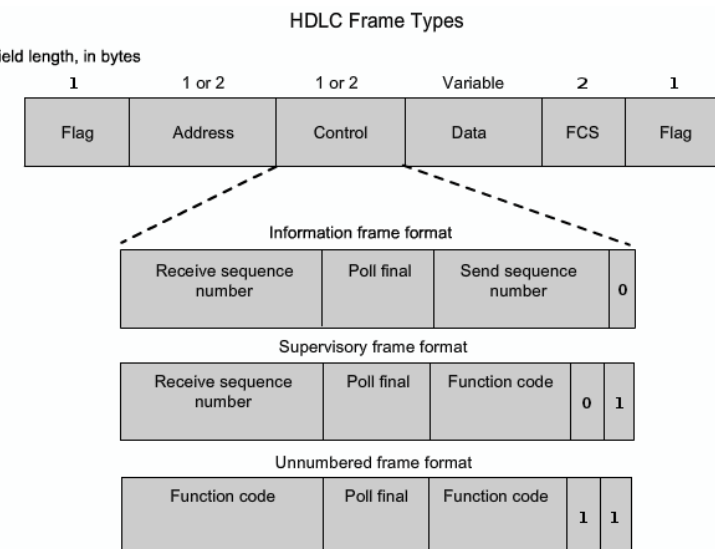 HDLC Frame Types
ield length, in bytes
1 1 or 2 1 or 2 Variable 2 1
Flag Address Control Data FCS Flag
Information frame format
Receive sequence number Poll final Send sequence number 0
Supervisory frame format
Receive sequence number Poll final Function code 0 1
Unnumbered frame format
Function code Poll final Function code 1 1